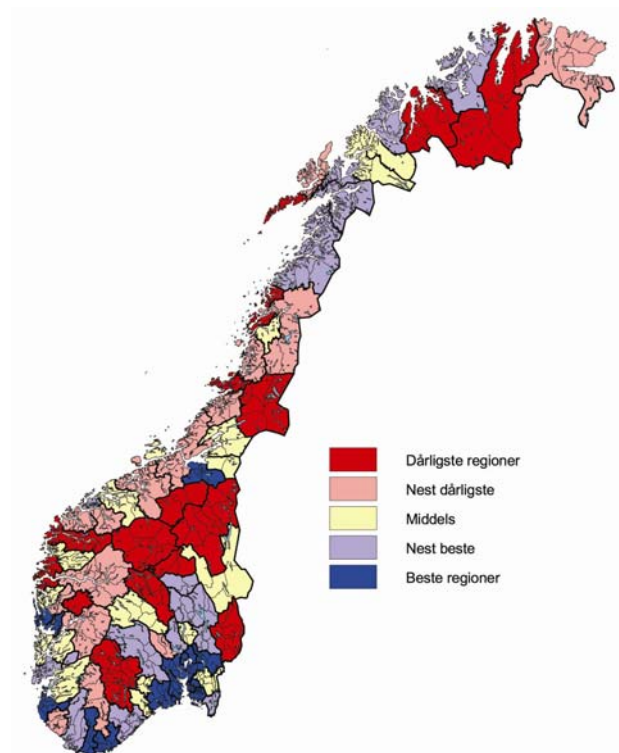 Dårligste regioner
Nest dårligste
Middels
Nest beste
Beste regioner